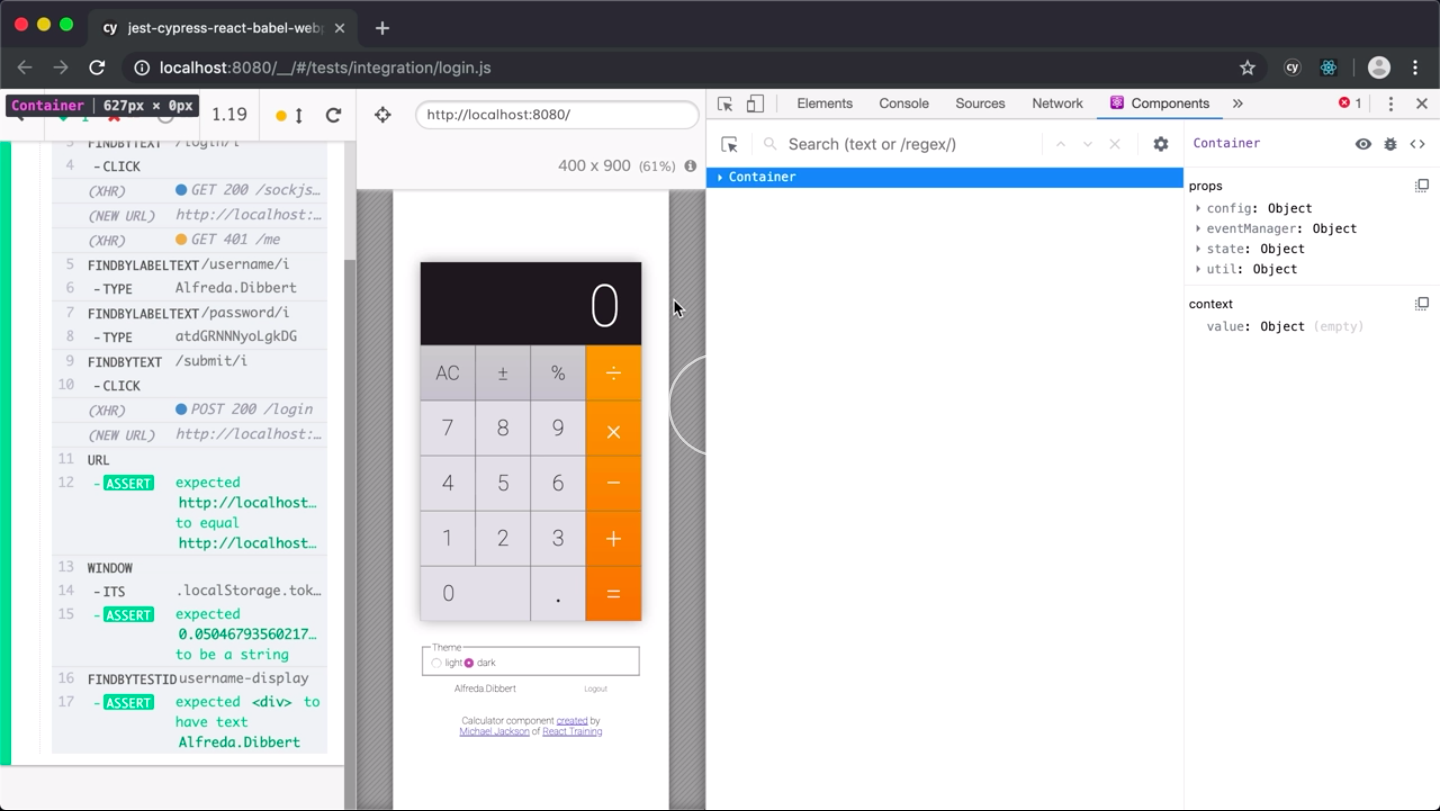 cy jest-cypress-react-babel-webp
localhost:8080/__/#/tests/integration/login.js
cy
Container | 627px × 0px
1.19
http://localhost:8080/
400 x 900 (61%)
FINDBYTEXT /login/i
4 -CLICK
(XHR) GET 200 /sockjs…
(NEW URL) http://localhost:…
(XHR) GET 401 /me
5 FINDBYLABELTEXT /username/i
6 -TYPE Alfreda.Dibbert
7 FINDBYLABELTEXT /password/i
8 -TYPE atdGRNNNyoLgkDG
9 FINDBYTEXT /submit/i
10 -CLICK
(XHR) POST 200 /login
(NEW URL) http://localhost:…
11 URL
12 -ASSERT expected
http://localhost…
to equal
http://localhost…
13 WINDOW
14 -ITS .localStorage.tok…
15 -ASSERT expected
0.05046793560217…
to be a string
16 FINDBYTESTID username-display
17 -ASSERT expected <div> to
have text
Alfreda.Dibbert
0
AC ± % ÷
7 8 9 ×
4 5 6 −
1 2 3 +
0 . =
Theme
light dark
Alfreda.Dibbert Logout
Calculator component created by
Michael Jackson of React Training
Elements Console Sources Network Components » 1
Search (text or /regex/)
Container
Container
props
config: Object
eventManager: Object
state: Object
util: Object
context
value: Object (empty)